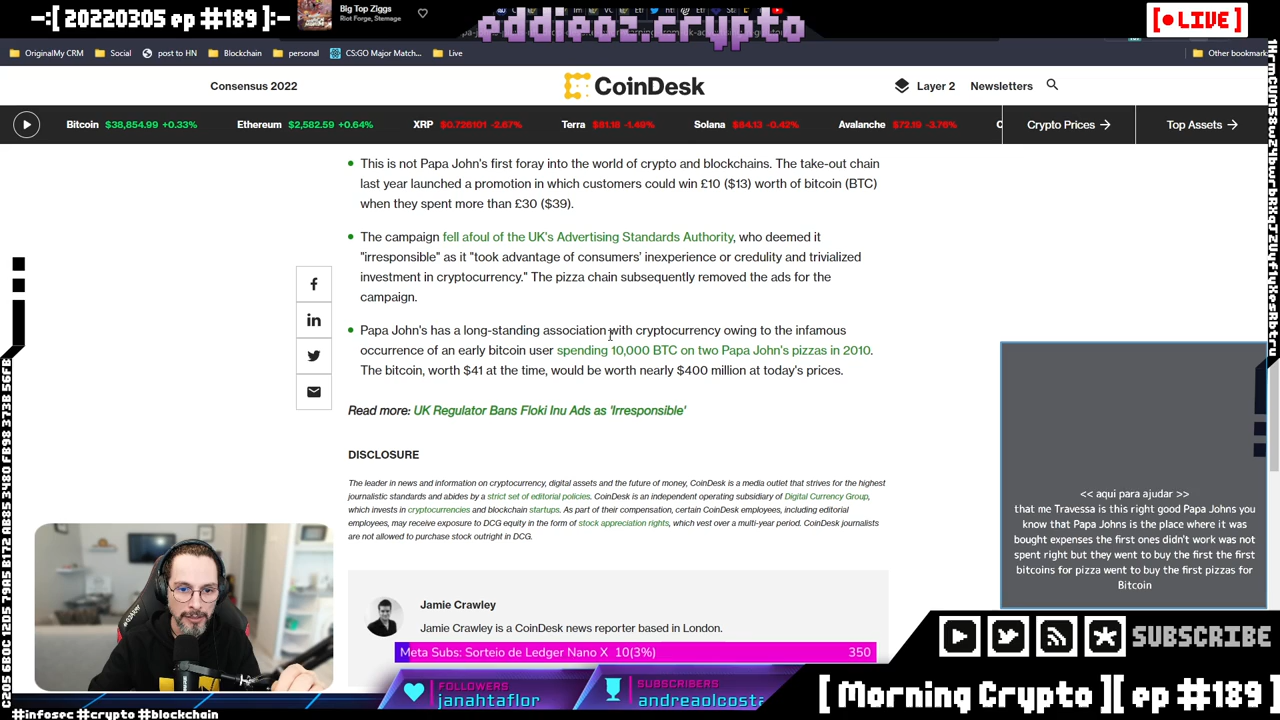 -:[ 20220305 ep #189 ]:-
Big Top Ziggs
Riot Forge, Stemage
eddieoz.crypto
[ LIVE ]
OriginalMy CRM
Social
post to HN
Blockchain
personal
CS:GO Major Match...
Live
Other bookmark
Consensus 2022
CoinDesk
Layer 2
Newsletters
Bitcoin $38,854.99 +0.33%
Ethereum $2,582.59 +0.64%
XRP $0.726101 -2.67%
Terra $81.18 -1.49%
Solana $84.13 -0.42%
Avalanche $72.19 -3.76%
Crypto Prices →
Top Assets →
This is not Papa John's first foray into the world of crypto and blockchains. The take-out chain
last year launched a promotion in which customers could win £10 ($13) worth of bitcoin (BTC)
when they spent more than £30 ($39).
The campaign fell afoul of the UK's Advertising Standards Authority, who deemed it
"irresponsible" as it "took advantage of consumers' inexperience or credulity and trivialized
investment in cryptocurrency." The pizza chain subsequently removed the ads for the
campaign.
Papa John's has a long-standing association with cryptocurrency owing to the infamous
occurrence of an early bitcoin user spending 10,000 BTC on two Papa John's pizzas in 2010.
The bitcoin, worth $41 at the time, would be worth nearly $400 million at today's prices.
Read more: UK Regulator Bans Floki Inu Ads as 'Irresponsible'
DISCLOSURE
The leader in news and information on cryptocurrency, digital assets and the future of money, CoinDesk is a media outlet that strives for the highest
journalistic standards and abides by a strict set of editorial policies. CoinDesk is an independent operating subsidiary of Digital Currency Group,
which invests in cryptocurrencies and blockchain startups. As part of their compensation, certain CoinDesk employees, including editorial
employees, may receive exposure to DCG equity in the form of stock appreciation rights, which vest over a multi-year period. CoinDesk journalists
are not allowed to purchase stock outright in DCG.
Jamie Crawley
Jamie Crawley is a CoinDesk news reporter based in London.
<< aqui para ajudar >>
that me Travessa is this right good Papa Johns you
know that Papa Johns is the place where it was
bought expenses the first ones didn't work was not
spent right but they went to buy the first the first
bitcoins for pizza went to buy the first pizzas for
Bitcoin
Meta Subs: Sorteio de Ledger Nano X 10(3%)
350
FOLLOWERS
janahtaflor
SUBSCRIBERS
andreaolcosta
SUBSCRIBE
[ Morning Crypto ][ ep #189 ]
#infosec #crypto #blockchain